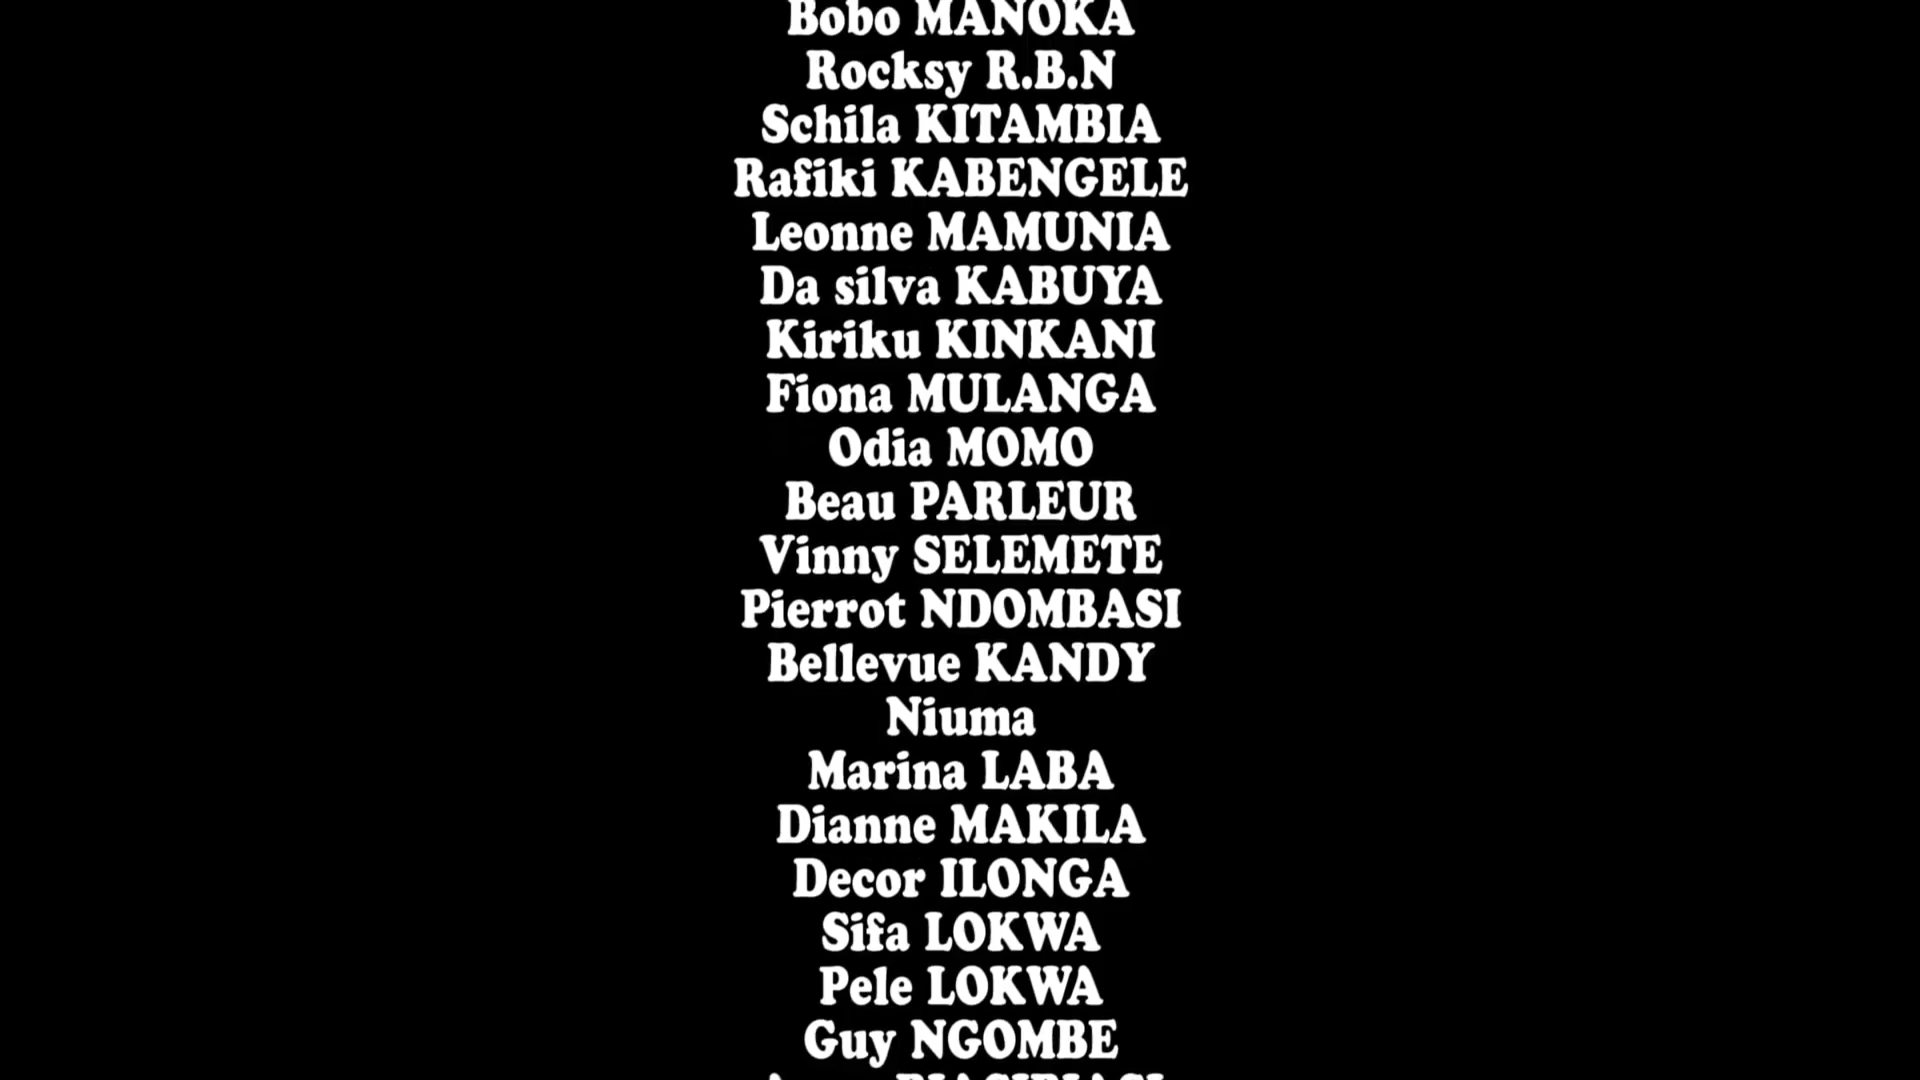 Bobo MANOKA
Rocksy R.B.N
Schila KITAMBIA
Rafiki KABENGELE
Leonne MAMUNIA
Da silva KABUYA
Kiriku KINKANI
Fiona MULANGA
Odia MOMO
Beau PARLEUR
Vinny SELEMETE
Pierrot NDOMBASI
Bellevue KANDY
Niuma
Marina LABA
Dianne MAKILA
Decor ILONGA
Sifa LOKWA
Pele LOKWA
Guy NGOMBE